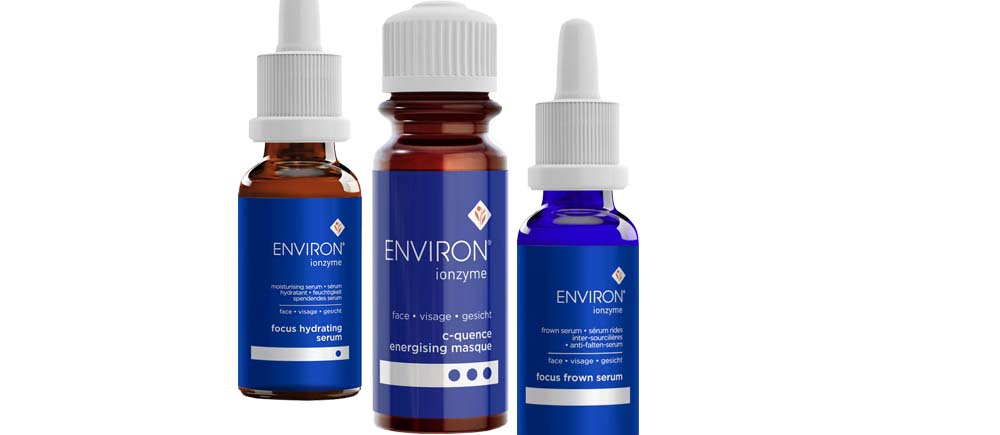 ENVIRON®
ionzyme
moisturising serum • sérum
hydratant • feuchtigkeit
spendendes serum
face • visage • gesicht
focus hydrating
serum
ENVIRON®
ionzyme
face • visage • gesicht
c-quence
energising masque
ENVIRON®
ionzyme
frown serum • sérum rides
inter-sourcilières
• anti-falten-serum
face • visage • gesicht
focus frown serum